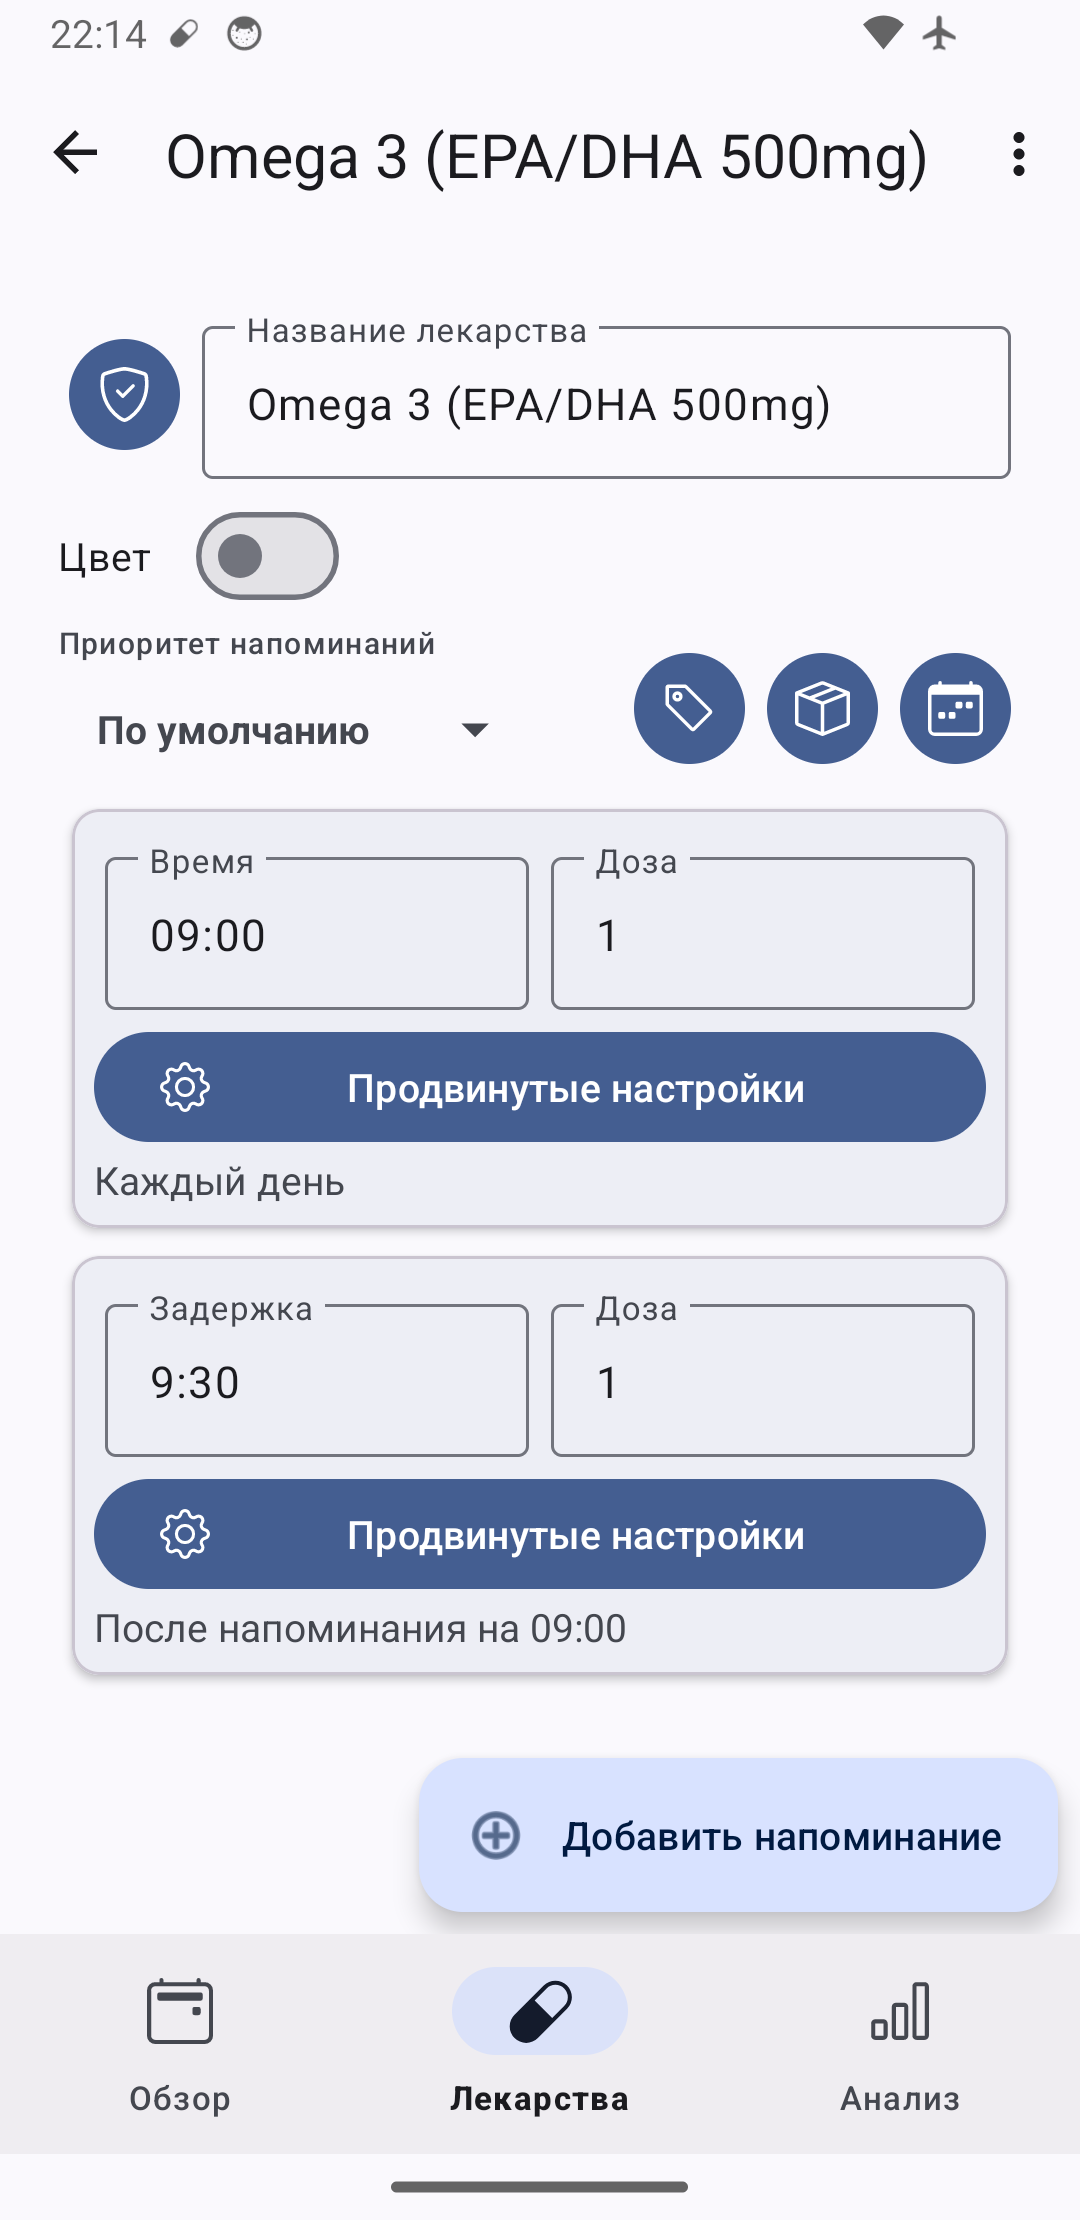 22:14
Omega 3 (EPA/DHA 500mg)
Название лекарства
Omega 3 (EPA/DHA 500mg)
Цвет
Приоритет напоминаний
По умолчанию
Время
Доза
09:00
1
Продвинутые настройки
Каждый день
Задержка
Доза
9:30
1
Продвинутые настройки
После напоминания на 09:00
Добавить напоминание
Обзор
Лекарства
Анализ